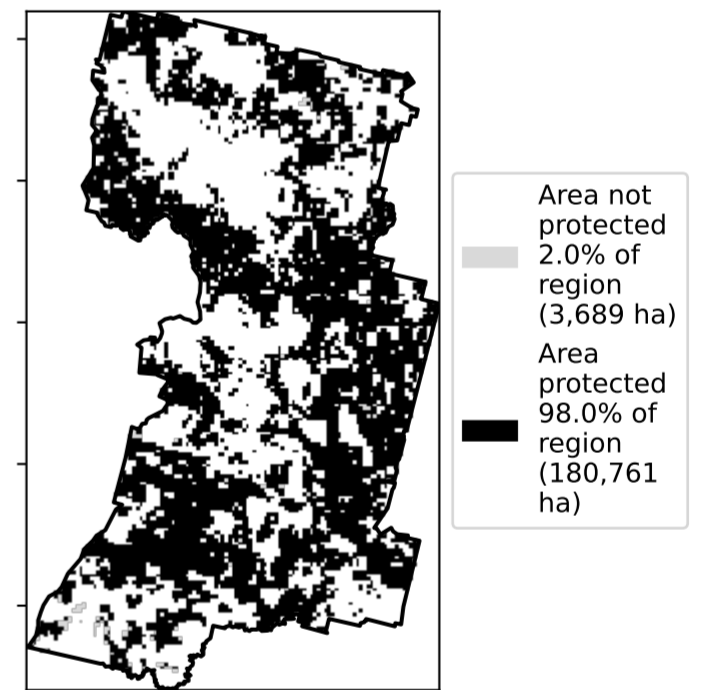 Area not
protected
2.0% of
region
(3,689 ha)
Area
protected
98.0% of
region
(180,761
ha)